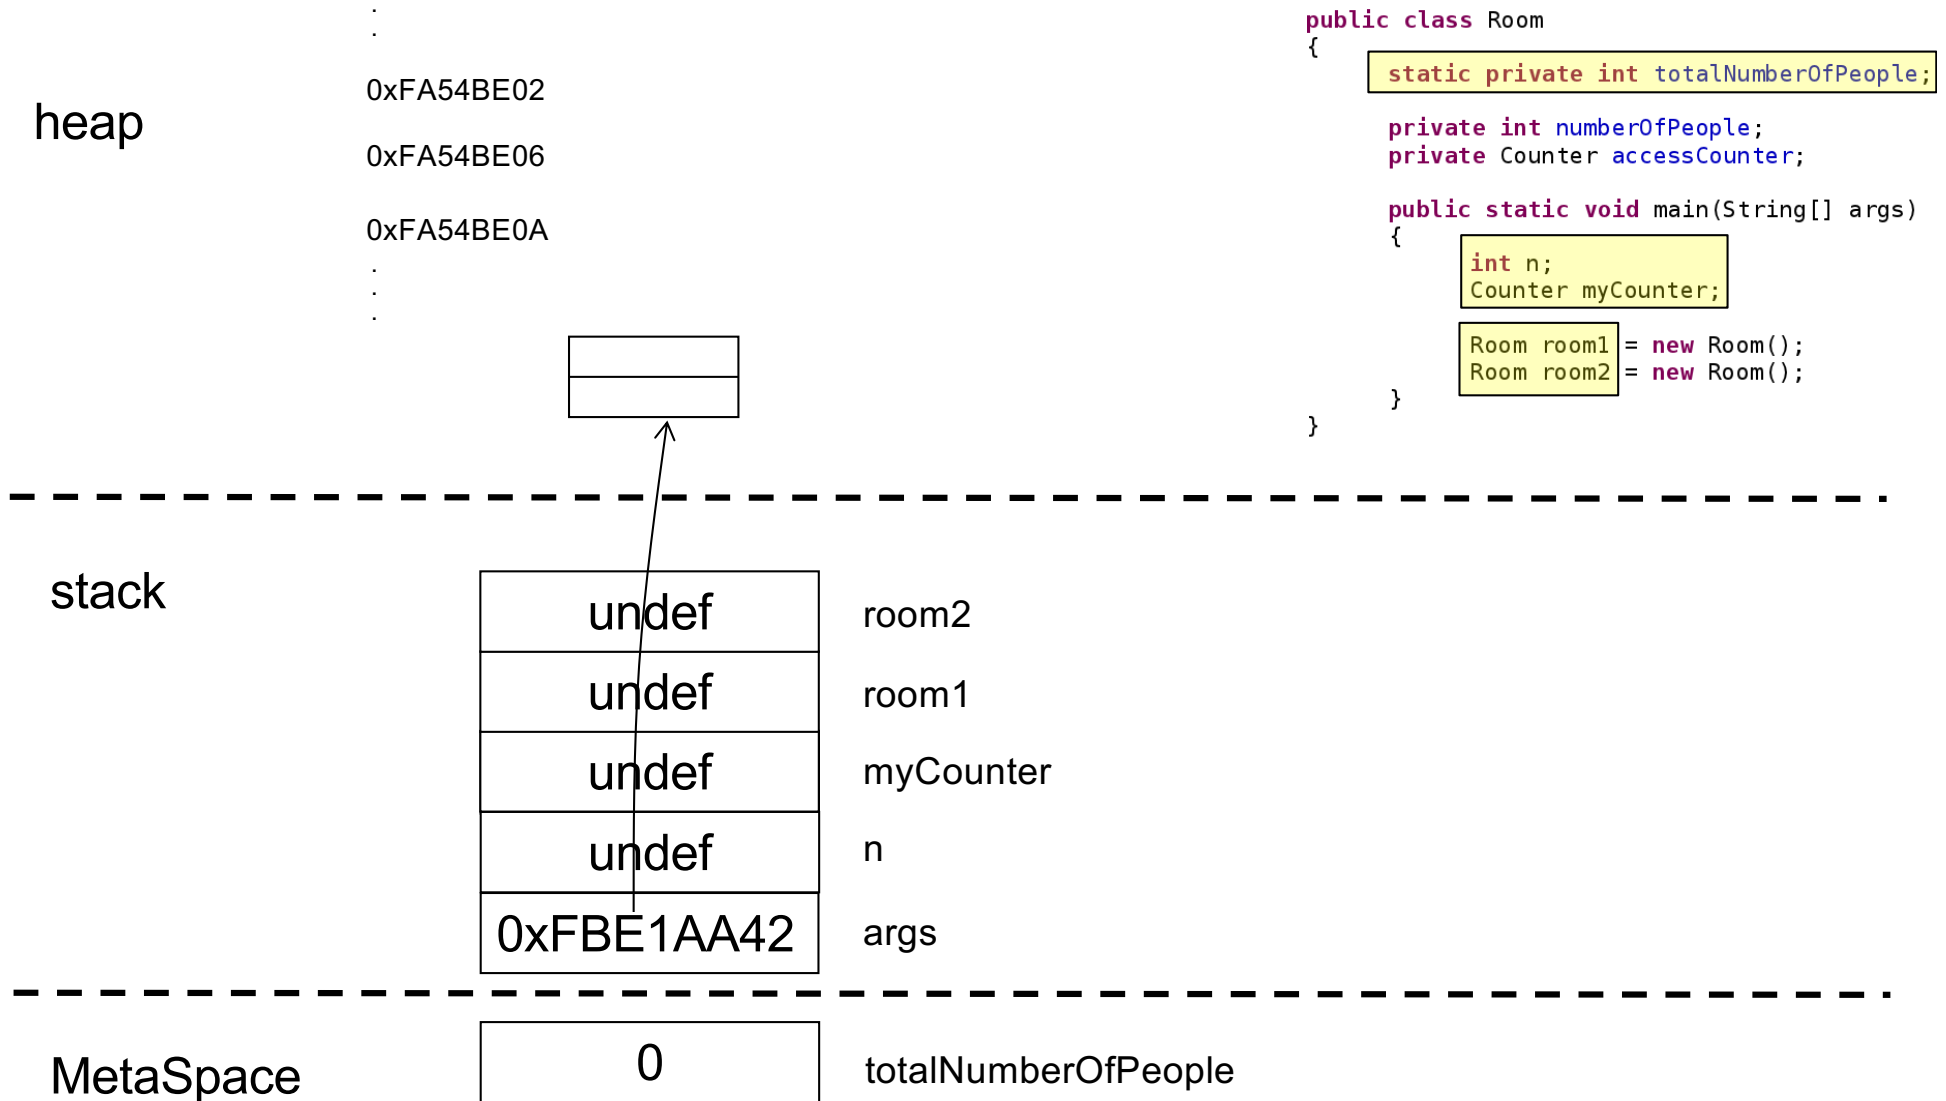 heap
.
.
0xFA54BE02
0xFA54BE06
0xFA54BE0A
.
.
.
public class Room
{
static private int totalNumberOfPeople;
private int numberOfPeople;
private Counter accessCounter;
public static void main(String[] args)
{
int n;
Counter myCounter;
Room room1 = new Room();
Room room2 = new Room();
}
}
stack
undef room2
undef room1
undef myCounter
undef n
0xFBE1AA42 args
MetaSpace
0 totalNumberOfPeople